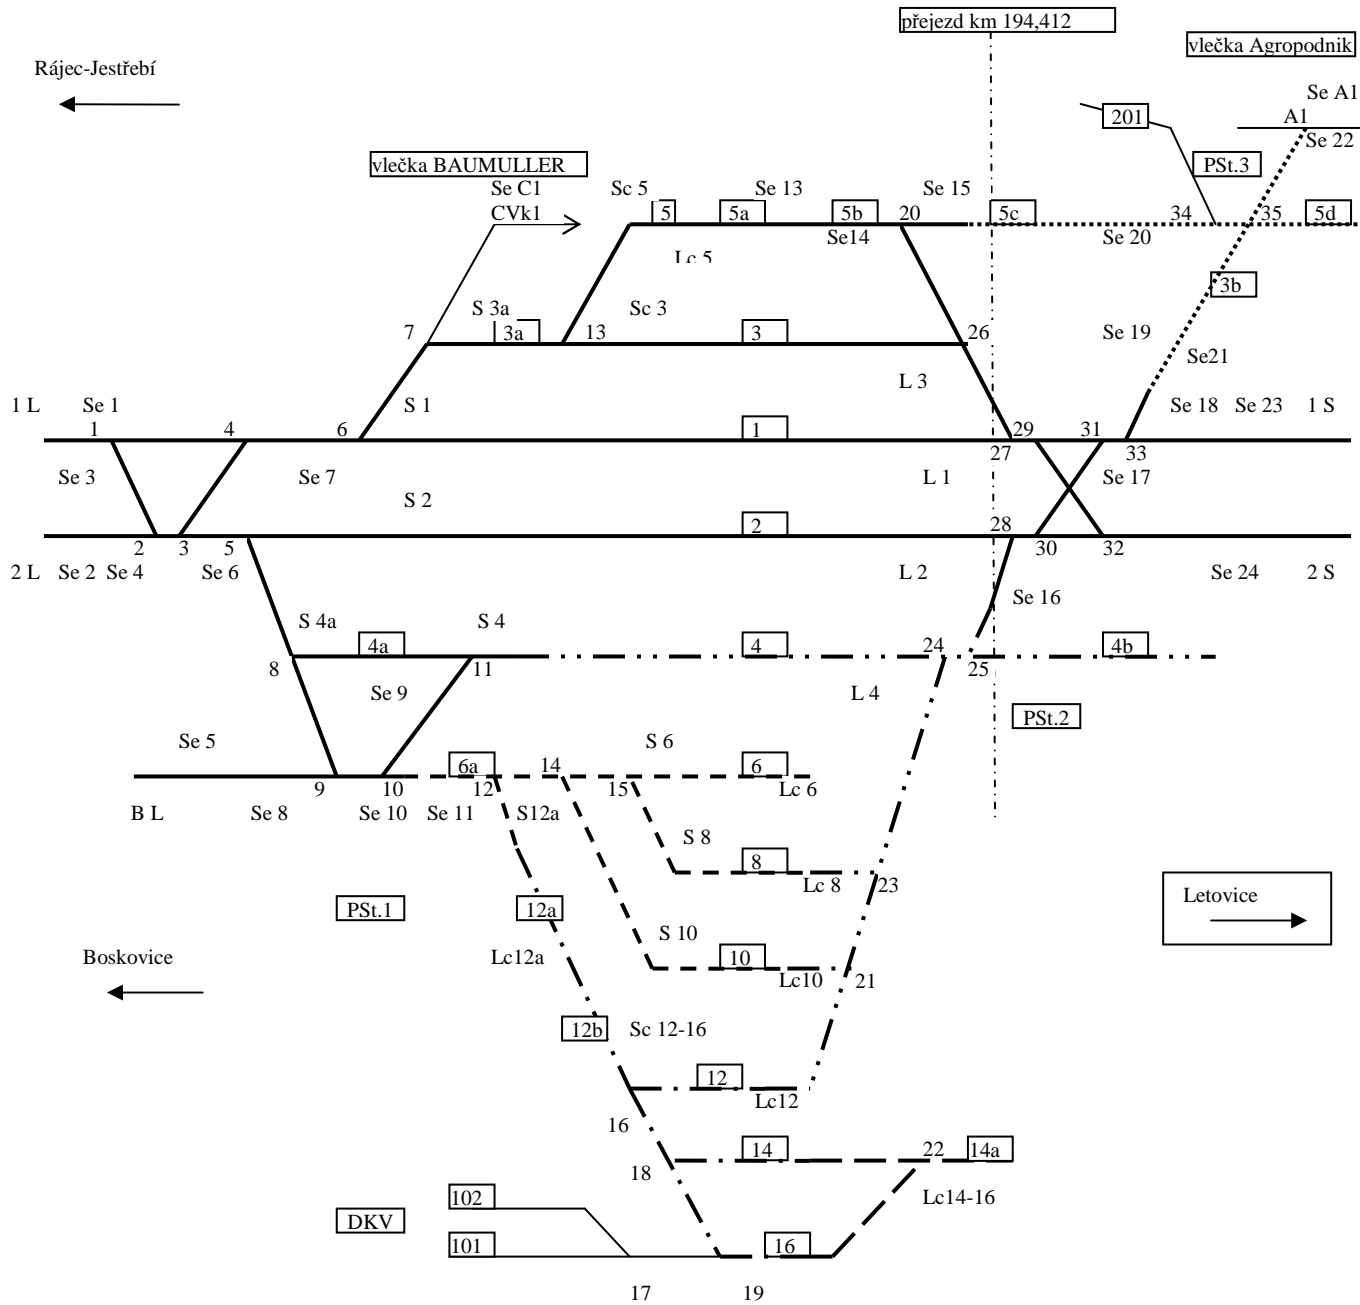 přejezd km 194,412
vlečka Agropodnik
Rájec-Jestřebí
Se A1
201
A1
Se 22
vlečka BAUMULLER
PSt.3
Se C1
Sc 5
Se 13
Se 15
CVk1
5
5a
5b
20
5c
34
35
5d
Se14
Se 20
Lc 5
3b
S 3a
Sc 3
7
3a
13
3
26
Se 19
Se21
L 3
1 L
Se 1
S 1
Se 18
Se 23
1 S
1
4
6
1
29
31
27
33
Se 3
Se 7
L 1
Se 17
S 2
2
28
2
3
5
30
32
2 L
Se 2
Se 4
Se 6
L 2
Se 24
2 S
Se 16
S 4a
S 4
4a
4
24
4b
8
11
25
Se 9
L 4
PSt.2
Se 5
S 6
6a
14
6
9
10
12
15
Lc 6
B L
Se 8
Se 10
Se 11
S12a
S 8
8
Lc 8
23
Letovice
PSt.1
12a
S 10
Boskovice
Lc12a
10
Lc10
21
12b
Sc 12-16
12
Lc12
16
14
22
14a
18
102
Lc14-16
DKV
101
16
17
19